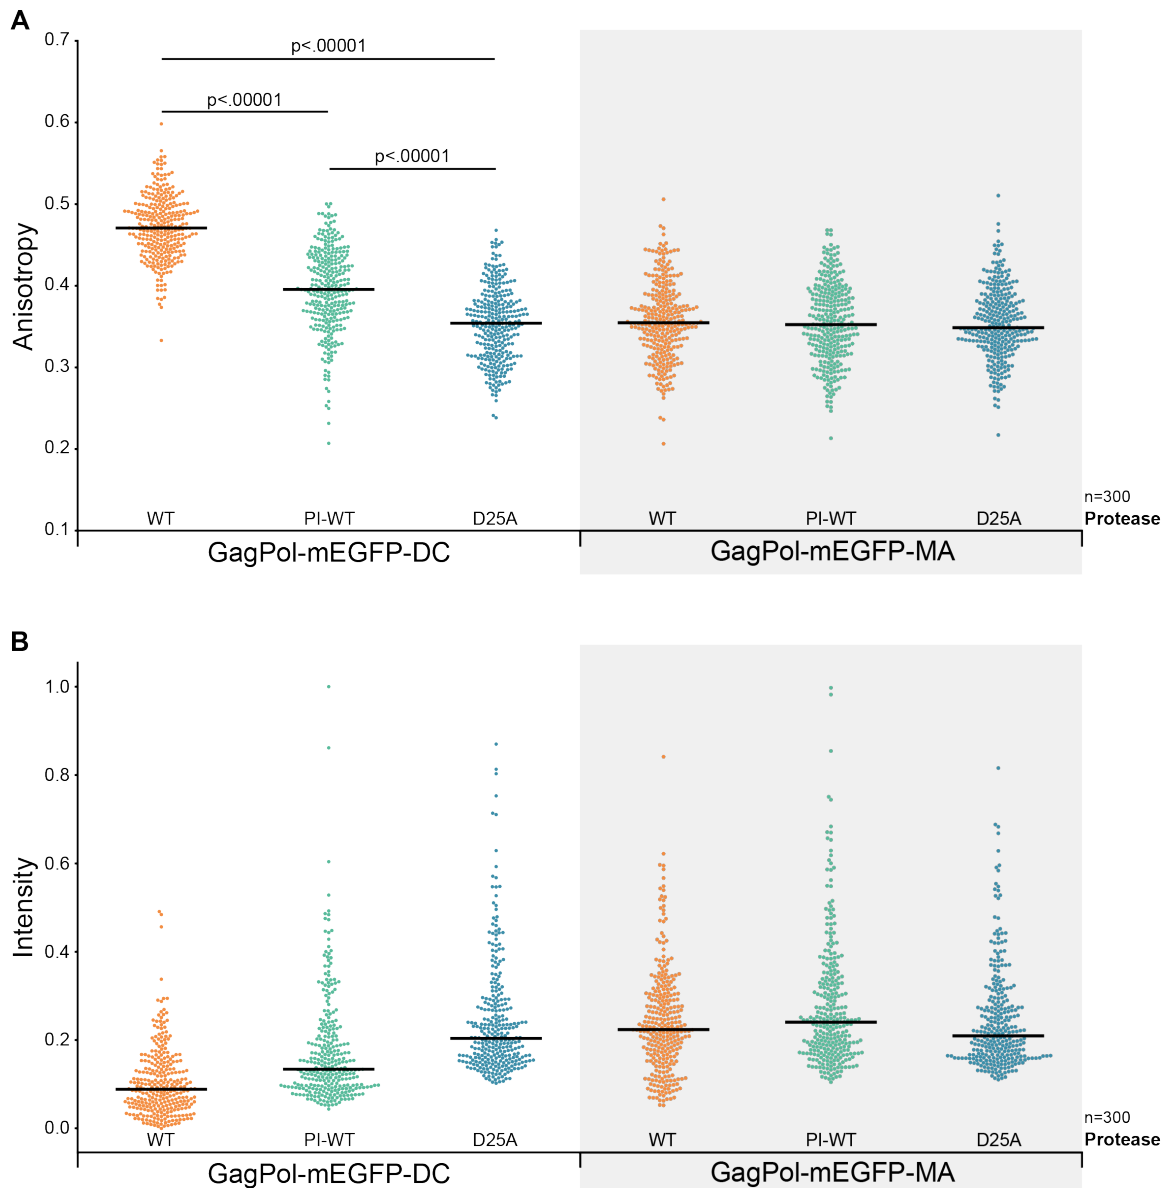 A
0.7
p<.00001
p<.00001
0.6
p<.00001
0.5
0.4
Anisotropy
0.3
0.2
n=300
WT PI-WT D25A WT PI-WT D25A Protease
0.1
GagPol-mEGFP-DC GagPol-mEGFP-MA
B
1.0
0.8
0.6
Intensity
0.4
0.2
n=300
0.0
WT PI-WT D25A WT PI-WT D25A Protease
GagPol-mEGFP-DC GagPol-mEGFP-MA